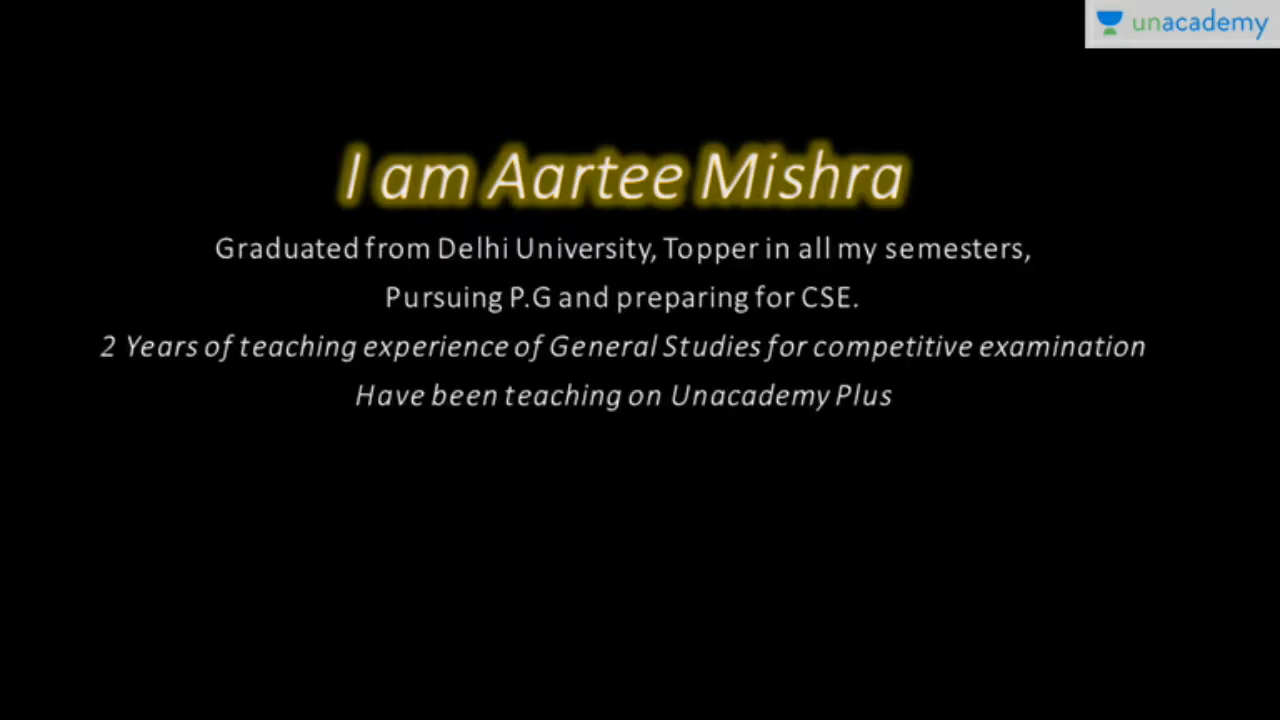 unacademy
I am Aartee Mishra
Graduated from Delhi University, Topper in all my semesters,
Pursuing P.G and preparing for CSE.
2 Years of teaching experience of General Studies for competitive examination
Have been teaching on Unacademy Plus